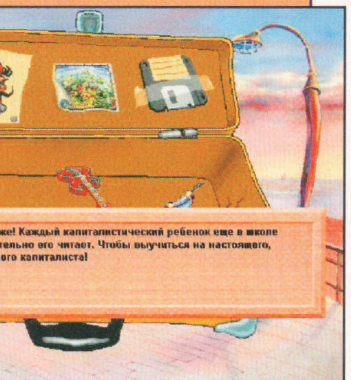 же! Каждый капиталистический ребенок еще в школе
тельно его читает. Чтобы выучиться на настоящего,
ого капиталиста!